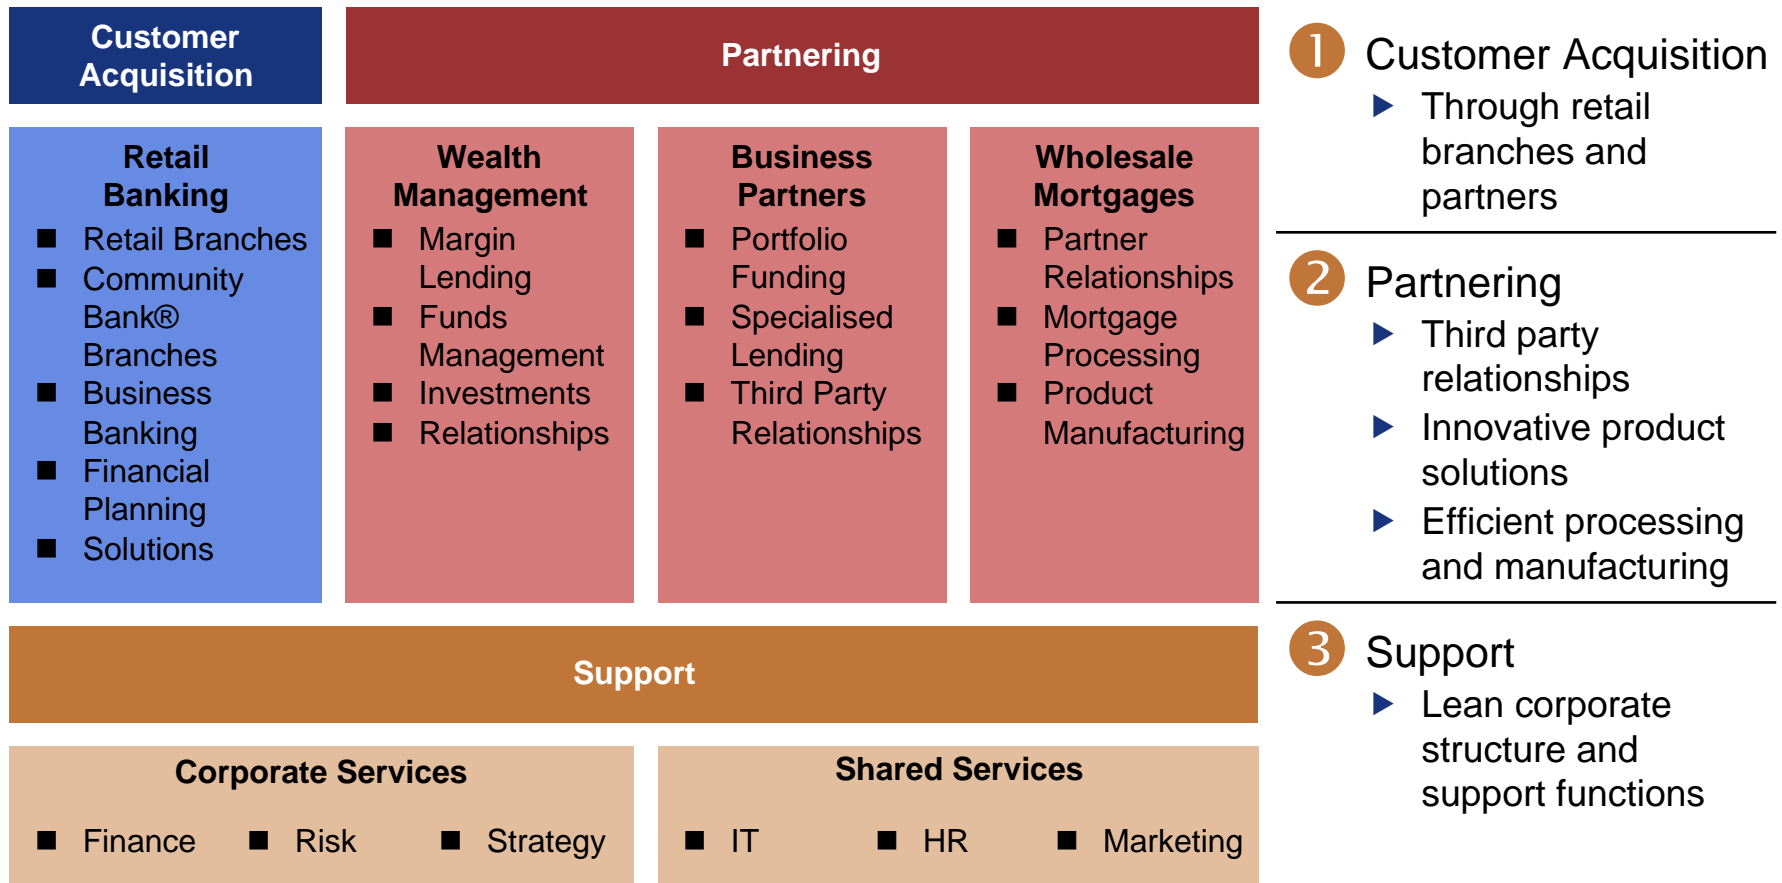 Customer
Acquisition
Partnering
Retail
Banking
Retail Branches
Community
Bank®
Branches
Business
Banking
Financial
Planning
Solutions
Wealth
Management
Margin
Lending
Funds
Management
Investments
Relationships
Business
Partners
Portfolio
Funding
Specialised
Lending
Third Party
Relationships
Wholesale
Mortgages
Partner
Relationships
Mortgage
Processing
Product
Manufacturing
Support
Corporate Services
Finance Risk Strategy
Shared Services
IT HR Marketing
1 Customer Acquisition
Through retail
branches and
partners
2 Partnering
Third party
relationships
Innovative product
solutions
Efficient processing
and manufacturing
3 Support
Lean corporate
structure and
support functions